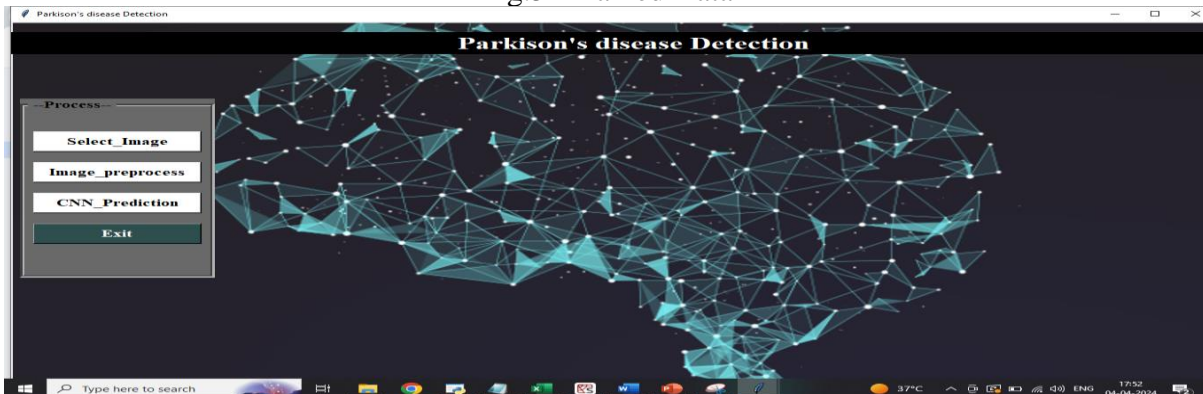 Parkison's disease Detection
Parkison's disease Detection
--Process--
Select_Image
Image_preprocess
CNN_Prediction
Exit
Type here to search
37°C
ENG
17:52
04-04-2024